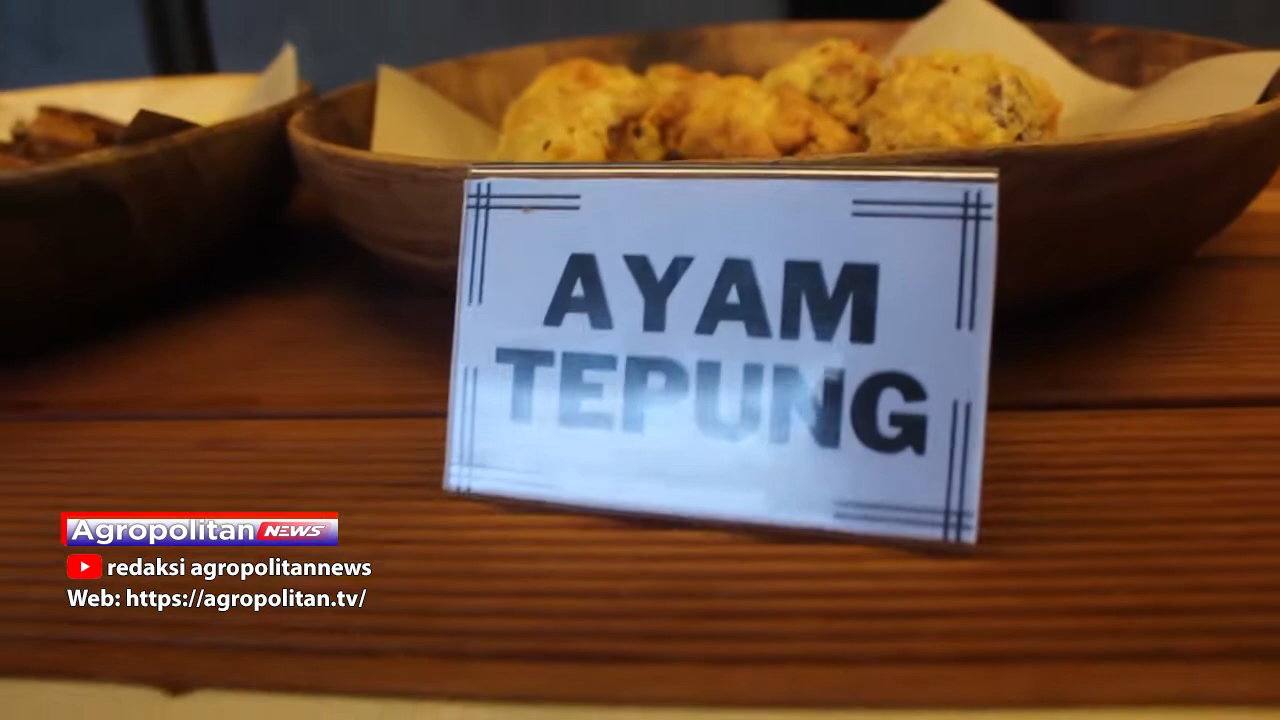 AYAM
TEPUNG
Agropolitan NEWS
redaksi agropolitannews
Web: https://agropolitan.tv/